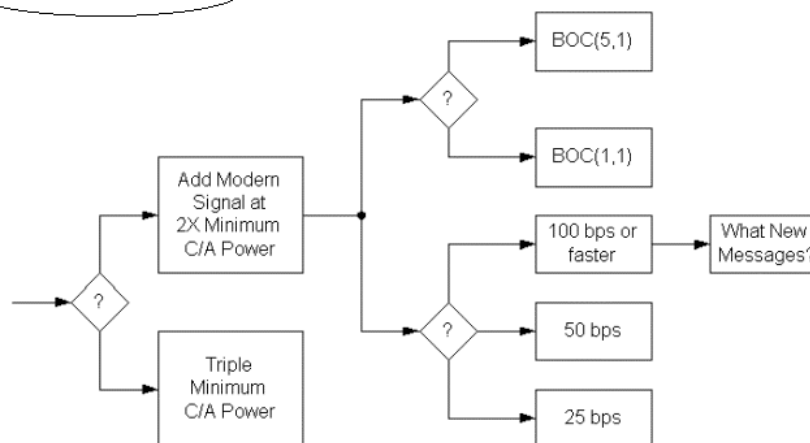 BOC(5,1)
?
BOC(1,1)
Add Modern
Signal at
2X Minimum
C/A Power
?
100 bps or
faster
What New
Messages?
?
50 bps
Triple
Minimum
C/A Power
25 bps